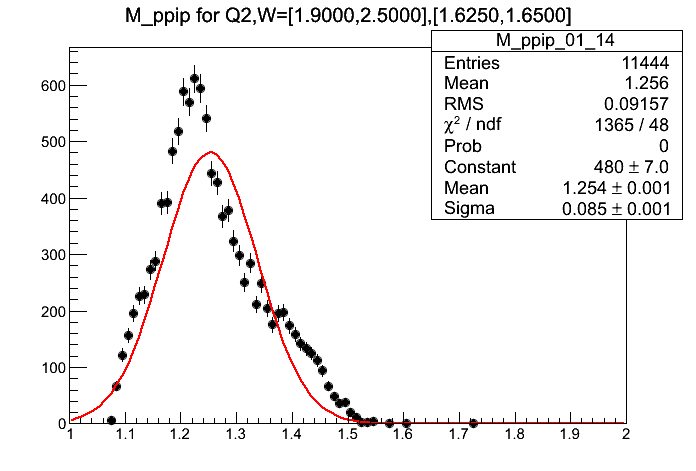 M_ppip for Q2,W=[1.9000,2.5000],[1.6250,1.6500]
M_ppip_01_14
Entries 11444
Mean 1.256
RMS 0.09157
χ² / ndf 1365 / 48
Prob 0
Constant 480 ± 7.0
Mean 1.254 ± 0.001
Sigma 0.085 ± 0.001
600
500
400
300
200
100
0
1 1.1 1.2 1.3 1.4 1.5 1.6 1.7 1.8 1.9 2